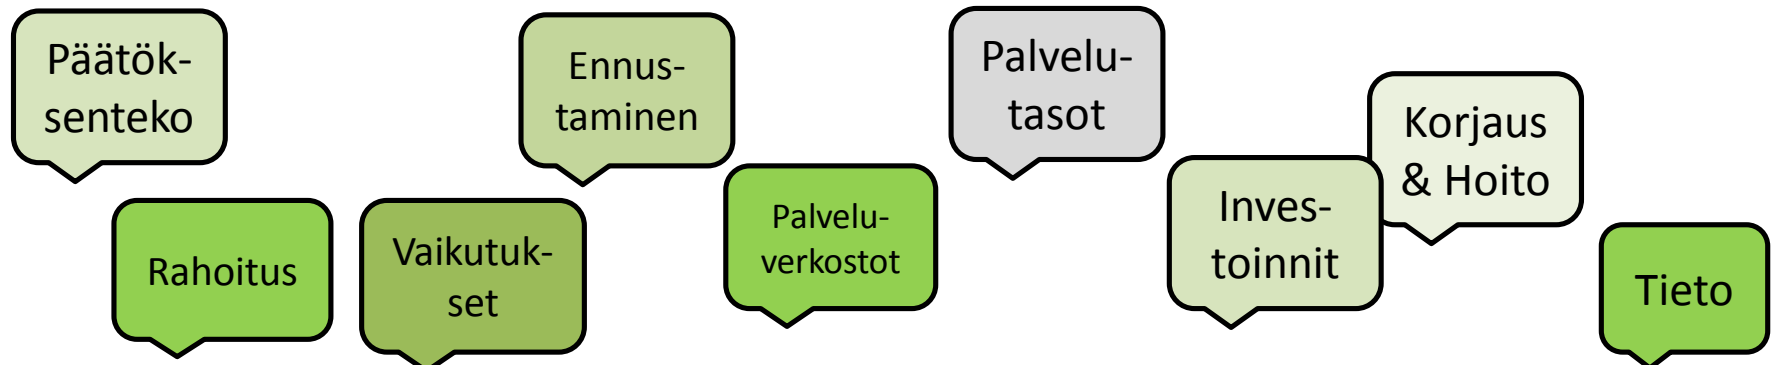 Päätök-
senteko
Rahoitus
Vaikutuk-
set
Ennus-
taminen
Palvelu-
verkostot
Palvelu-
tasot
Inves-
toinnit
Korjaus
& Hoito
Tieto